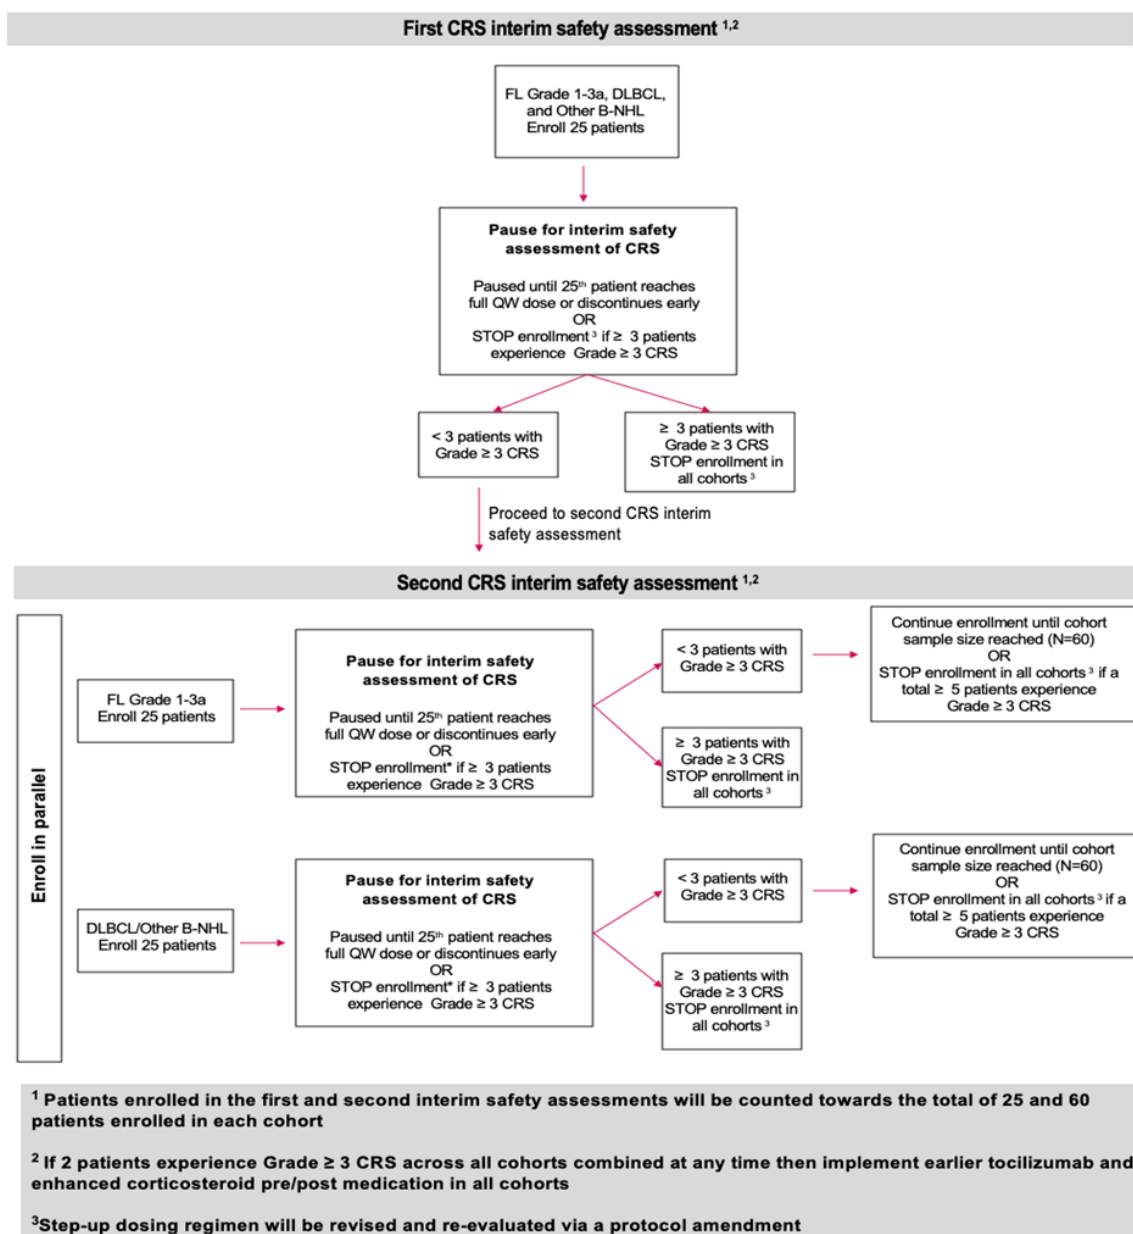 First CRS interim safety assessment 1,2
FL Grade 1-3a, DLBCL,
and Other B-NHL
Enroll 25 patients
Pause for interim safety
assessment of CRS
Paused until 25th patient reaches
full QW dose or discontinues early
OR
STOP enrollment 3 if ≥ 3 patients
experience Grade ≥ 3 CRS
< 3 patients with
Grade ≥ 3 CRS
≥ 3 patients with
Grade ≥ 3 CRS
STOP enrollment in
all cohorts 3
Proceed to second CRS interim
safety assessment
Second CRS interim safety assessment 1,2
Enroll in parallel
FL Grade 1-3a
Enroll 25 patients
Pause for interim safety
assessment of CRS
Paused until 25th patient reaches
full QW dose or discontinues early
OR
STOP enrollment* if ≥ 3 patients
experience Grade ≥ 3 CRS
< 3 patients with
Grade ≥ 3 CRS
≥ 3 patients with
Grade ≥ 3 CRS
STOP enrollment in
all cohorts 3
Continue enrollment until cohort
sample size reached (N=60)
OR
STOP enrollment in all cohorts 3 if a
total ≥ 5 patients experience
Grade ≥ 3 CRS
DLBCL/Other B-NHL
Enroll 25 patients
Pause for interim safety
assessment of CRS
Paused until 25th patient reaches
full QW dose or discontinues early
OR
STOP enrollment* if ≥ 3 patients
experience Grade ≥ 3 CRS
< 3 patients with
Grade ≥ 3 CRS
≥ 3 patients with
Grade ≥ 3 CRS
STOP enrollment in
all cohorts 3
Continue enrollment until cohort
sample size reached (N=60)
OR
STOP enrollment in all cohorts 3 if a
total ≥ 5 patients experience
Grade ≥ 3 CRS
1 Patients enrolled in the first and second interim safety assessments will be counted towards the total of 25 and 60
patients enrolled in each cohort
2 If 2 patients experience Grade ≥ 3 CRS across all cohorts combined at any time then implement earlier tocilizumab and
enhanced corticosteroid pre/post medication in all cohorts
3Step-up dosing regimen will be revised and re-evaluated via a protocol amendment